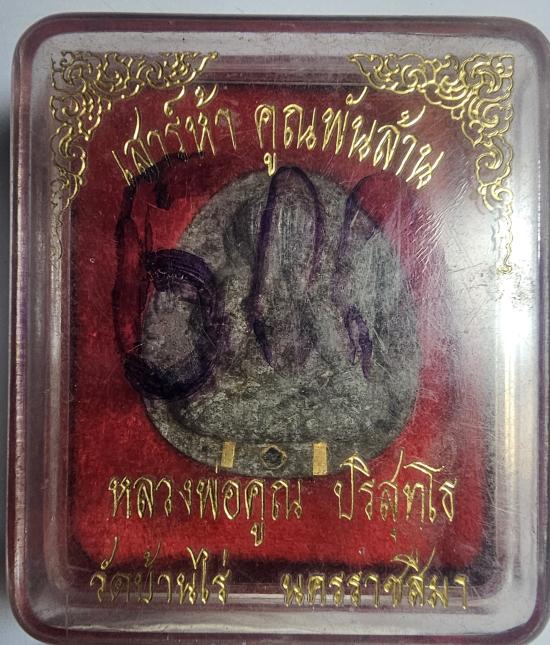 เสาร์ห้า คูณพันล้าน
หลวงพ่อคูณ ปริสุทฺโธ
วัดบ้านไร่ นครราชสีมา